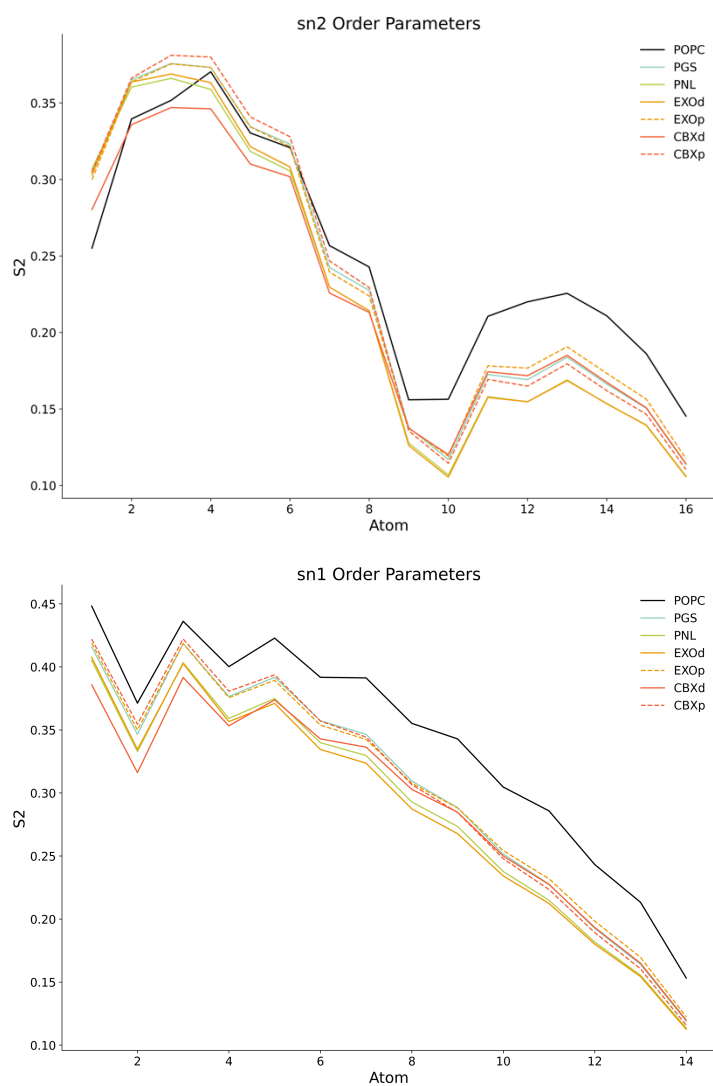 sn2 Order Parameters
POPC
PGS
PNL
EXOd
EXOp
CBXd
CBXp
0.35
0.30
0.25
0.20
0.15
0.10
S2
2 4 6 8 10 12 14 16
Atom
sn1 Order Parameters
POPC
PGS
PNL
EXOd
EXOp
CBXd
CBXp
0.45
0.40
0.35
0.30
0.25
0.20
0.15
0.10
S2
2 4 6 8 10 12 14
Atom